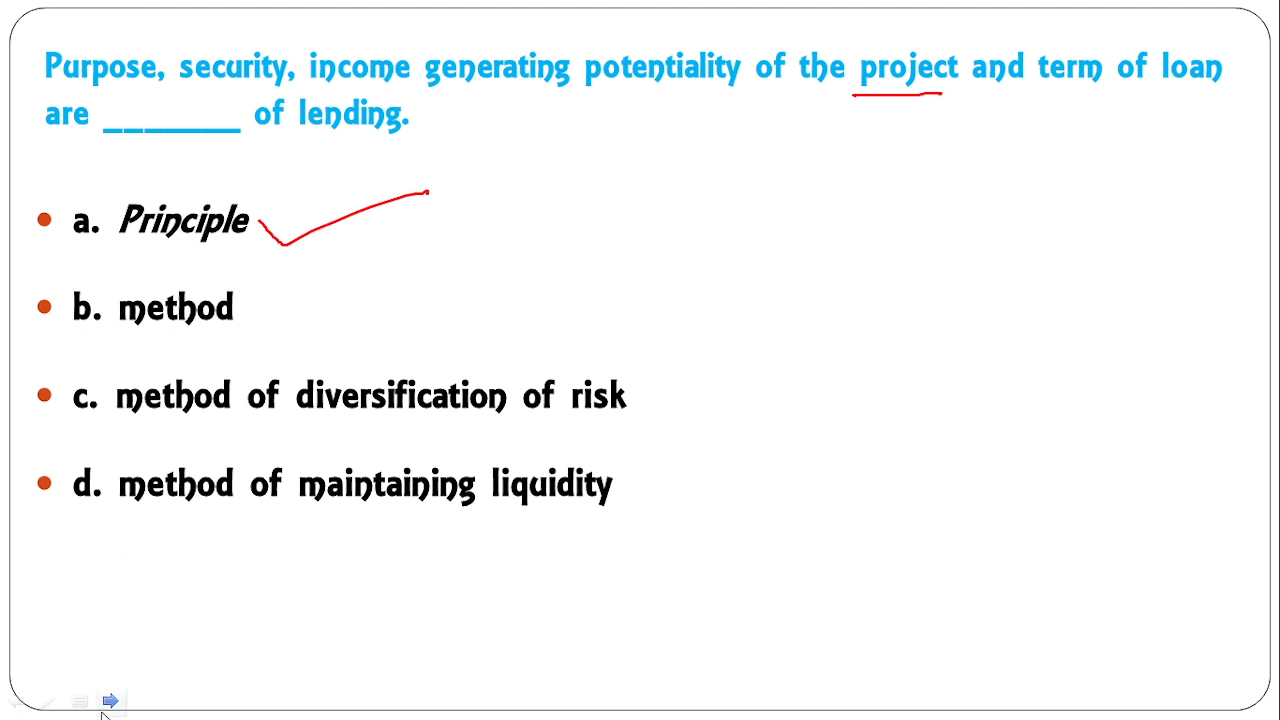 Purpose, security, income generating potentiality of the project and term of loan
are _______ of lending.
• a. Principle
• b. method
• c. method of diversification of risk
• d. method of maintaining liquidity